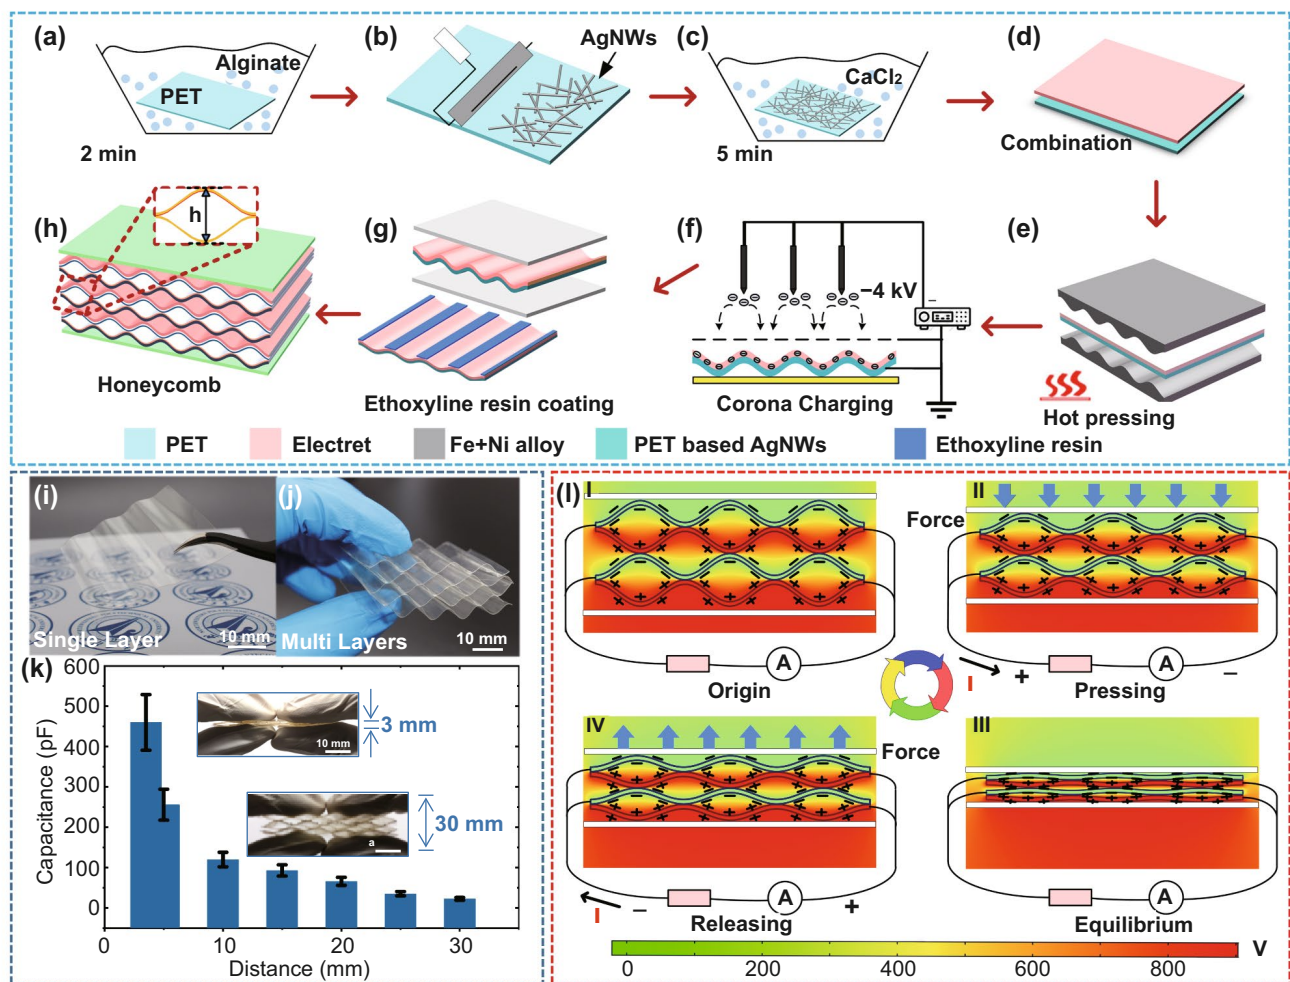 (a)
Alginate
PET
2 min
(b)
AgNWs
(c)
CaCl₂
5 min
(d)
Combination
(h)
h
Honeycomb
(g)
Ethoxyline resin coating
(f)
−4 kV
−
Corona Charging
(e)
Hot pressing
PET
Electret
Fe+Ni alloy
PET based AgNWs
Ethoxyline resin
(i)
Single Layer
10 mm
(j)
Multi Layers
10 mm
(k)
Capacitance (pF)
600
500
450
400
300
200
100
0
0
10
20
30
Distance (mm)
3 mm
10 mm
30 mm
a
(l)
I
A
Origin
II
Force
I
+
A
−
Pressing
IV
Force
I
−
A
+
Releasing
III
A
Equilibrium
V
0
200
400
600
800